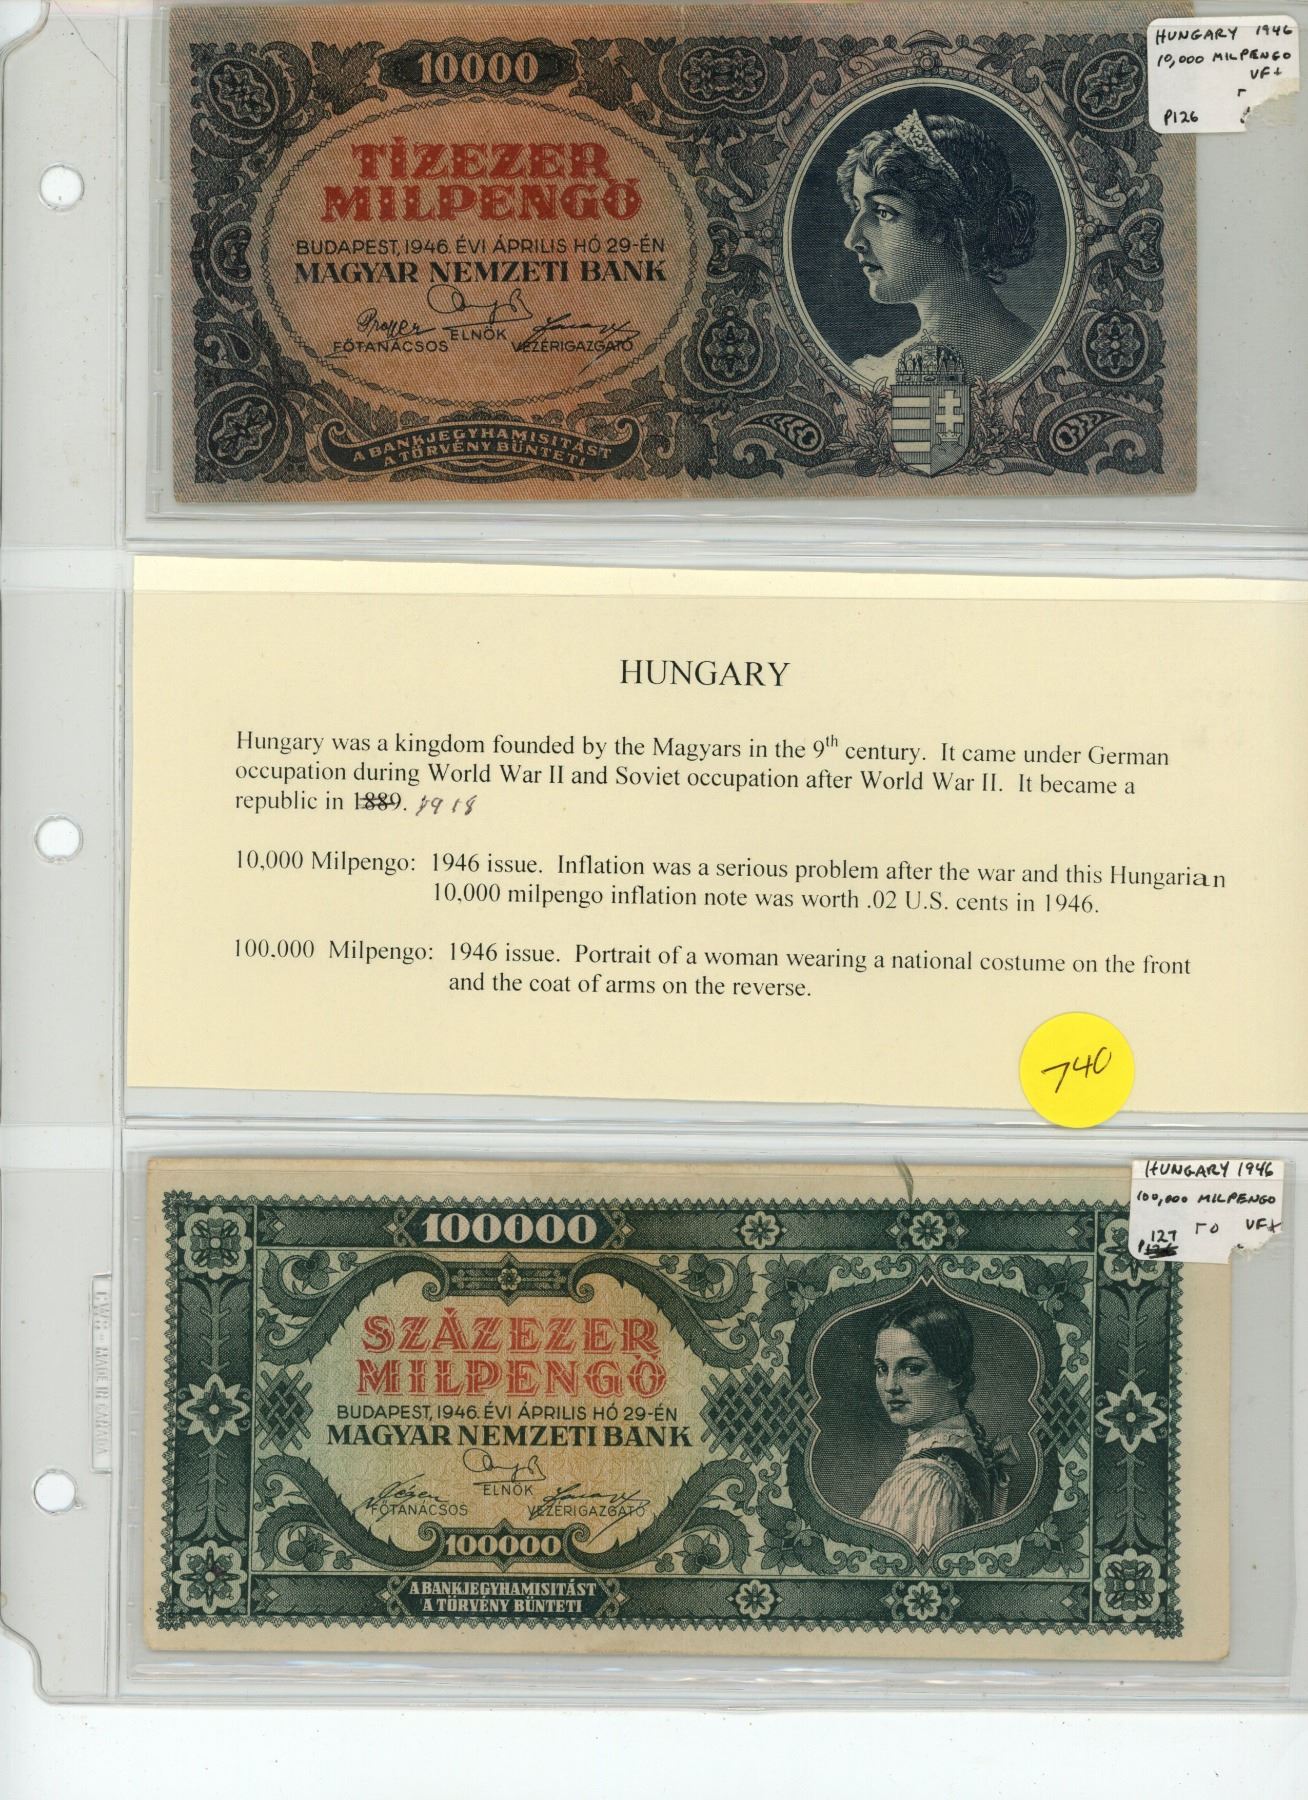 10000
HUNGARY 1946
10,000 MILPENGO
VF+
P126
TÍZEZER
MILPENGŐ
BUDAPEST, 1946. ÉVI ÁPRILIS HÓ 29-ÉN
MAGYAR NEMZETI BANK
FŐTANÁCSOS ELNÖK VEZÉRIGAZGATÓ
A BANKJEGYHAMISITÁST
A TÖRVÉNY BÜNTETI
HUNGARY
Hungary was a kingdom founded by the Magyars in the 9th century. It came under German
occupation during World War II and Soviet occupation after World War II. It became a
republic in 1889. 1918
10,000 Milpengo: 1946 issue. Inflation was a serious problem after the war and this Hungarian
10,000 milpengo inflation note was worth .02 U.S. cents in 1946.
100.000 Milpengo: 1946 issue. Portrait of a woman wearing a national costume on the front
and the coat of arms on the reverse.
740
HUNGARY 1946
100,000 MILPENGO
P 127 VF+
100000
SZÁZEZER
MILPENGŐ
BUDAPEST, 1946. ÉVI ÁPRILIS HÓ 29-ÉN
MAGYAR NEMZETI BANK
FŐTANÁCSOS ELNÖK VEZÉRIGAZGATÓ
100000
A BANKJEGYHAMISITÁST
A TÖRVÉNY BÜNTETI
MADE IN CANADA